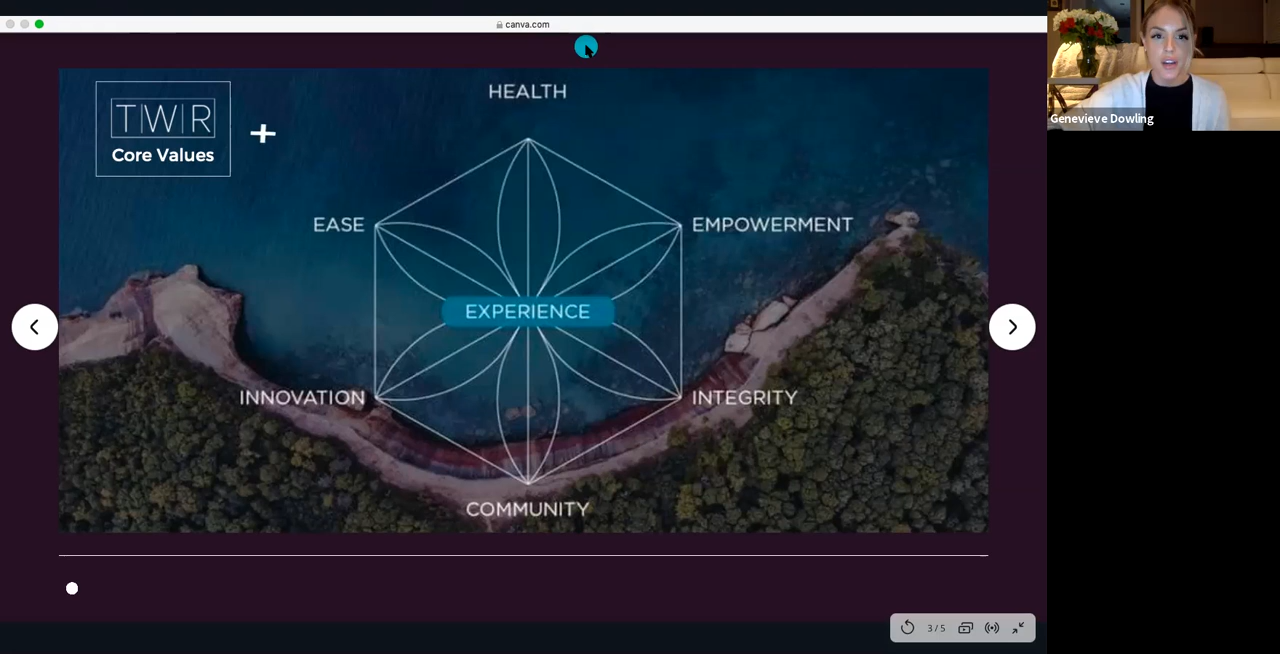 canva.com
TWR
Core Values
HEALTH
EASE
EMPOWERMENT
EXPERIENCE
INNOVATION
INTEGRITY
COMMUNITY
Genevieve Dowling
3 / 5